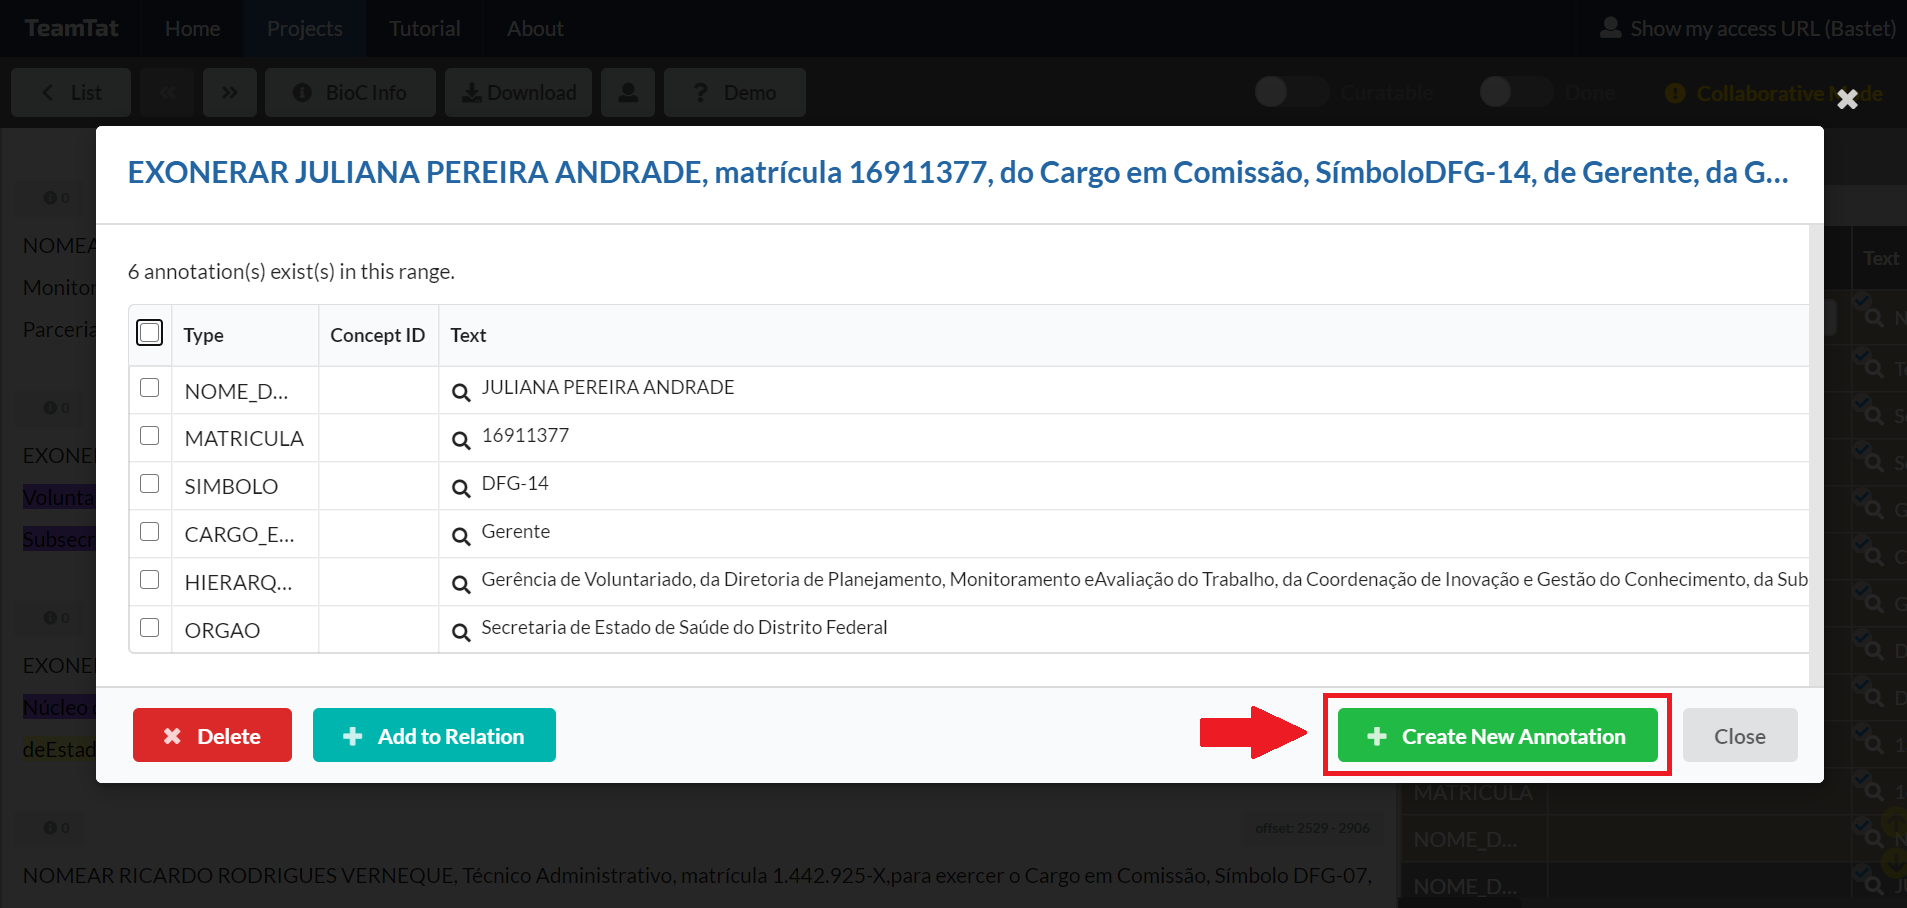 TeamTat Home Projects Tutorial About Show my access URL (Bastet)
List BioC Info Download ? Demo Curatable Done Collaborative
EXONERAR JULIANA PEREIRA ANDRADE, matrícula 16911377, do Cargo em Comissão, SímboloDFG-14, de Gerente, da G...
0
NOMEA
Monitor
Parceria
0
EXONE
Volunta
Subsecr
0
EXONE
Núcleo
deEstad
6 annotation(s) exist(s) in this range.
Type Concept ID Text
NOME_D... JULIANA PEREIRA ANDRADE
MATRICULA 16911377
SIMBOLO DFG-14
CARGO_E... Gerente
HIERARQ... Gerência de Voluntariado, da Diretoria de Planejamento, Monitoramento eAvaliação do Trabalho, da Coordenação de Inovação e Gestão do Conhecimento, da Sub
ORGAO Secretaria de Estado de Saúde do Distrito Federal
Delete Add to Relation Create New Annotation Close
Text
MATRICULA
NOME_D...
NOME_D...
0 offset: 2529 - 2906
NOMEAR RICARDO RODRIGUES VERNEQUE, Técnico Administrativo, matrícula 1.442.925-X,para exercer o Cargo em Comissão, Símbolo DFG-07,